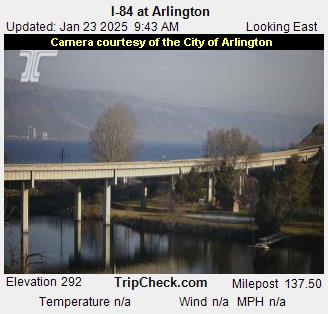 I-84 at Arlington
Updated: Jan 23 2025 9:43 AM Looking East
Camera courtesy of the City of Arlington
Elevation 292 TripCheck.com Milepost 137.50
Temperature n/a Wind n/a MPH n/a